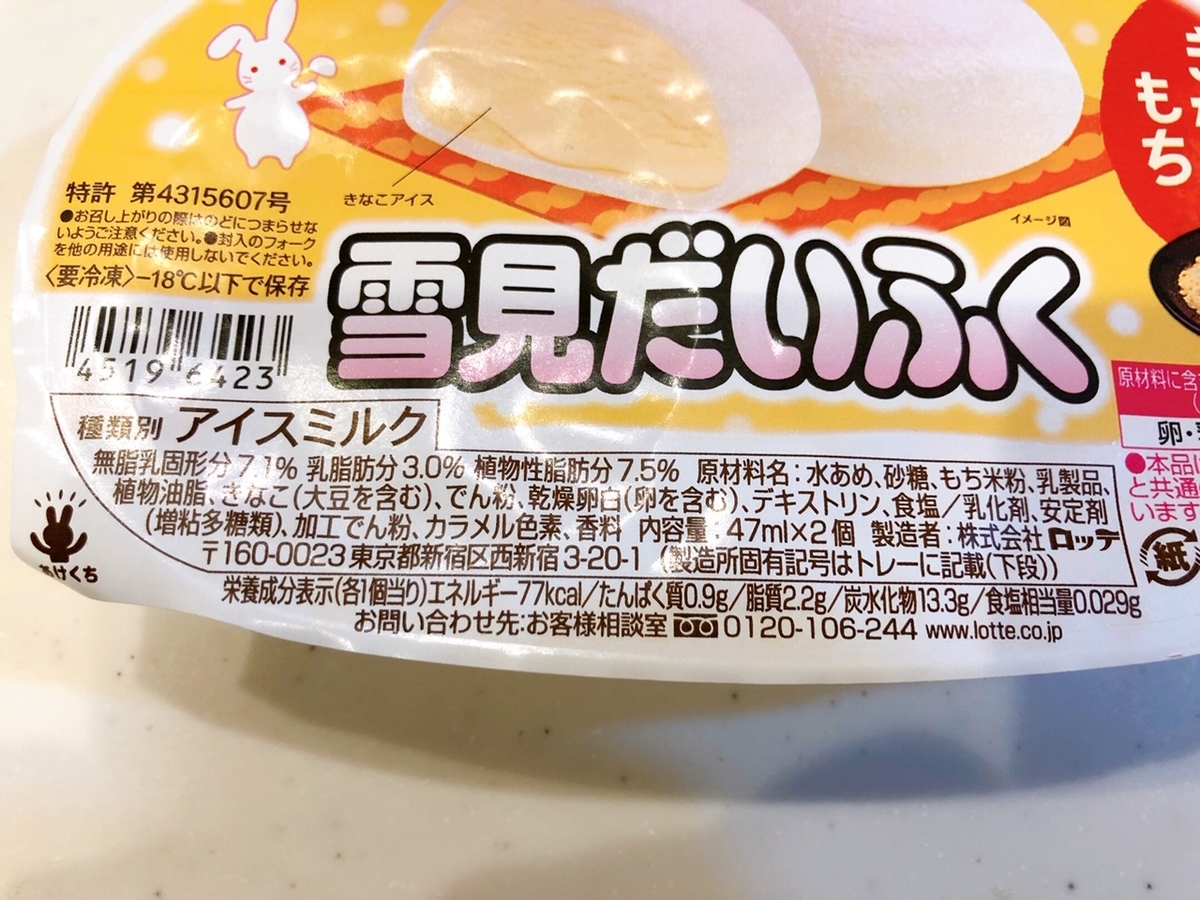 きなこアイス
イメージ図
もち
特許 第4315607号
●お召し上がりの際はのどにつまらせな
いようご注意ください。●封入のフォーク
を他の用途には使用しないでください。
〈要冷凍〉−18℃以下で保存
4519 6423
雪見だいふく
種類別 アイスミルク
無脂乳固形分7.1% 乳脂肪分3.0% 植物性脂肪分7.5% 原材料名:水あめ、砂糖、もち米粉、乳製品、
植物油脂、きなこ(大豆を含む)、でん粉、乾燥卵白(卵を含む)、デキストリン、食塩/乳化剤、安定剤
(増粘多糖類)、加工でん粉、カラメル色素、香料 内容量:47ml×2個 製造者:株式会社 ロッテ
〒160-0023 東京都新宿区西新宿3-20-1 (製造所固有記号はトレーに記載(下段))
栄養成分表示(各1個当り)エネルギー77kcal/たんぱく質0.9g/脂質2.2g/炭水化物13.3g/食塩相当量0.029g
お問い合わせ先:お客様相談室 0120-106-244 www.lotte.co.jp
あけくち
原材料に含
卵・
●本品に
と共通
います
紙